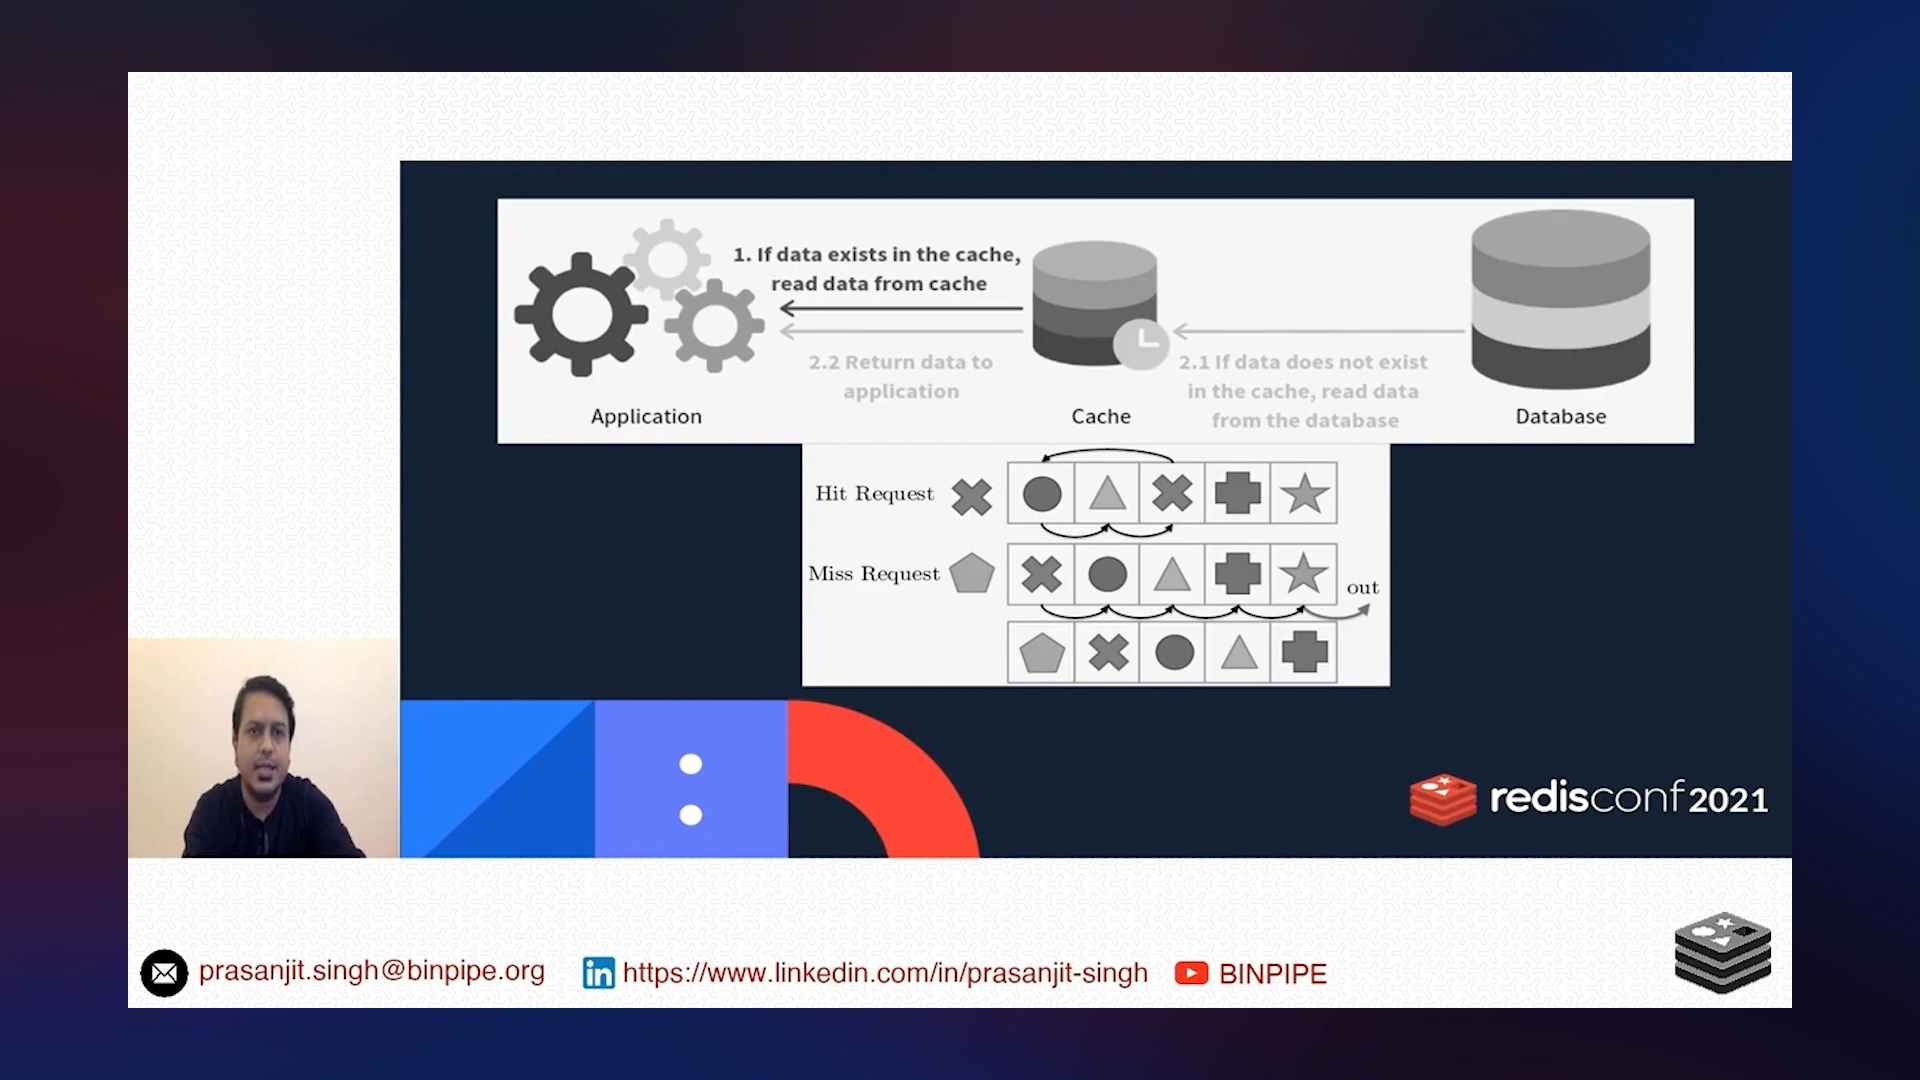 1. If data exists in the cache,
read data from cache
2.2 Return data to
application
2.1 If data does not exist
in the cache, read data
from the database
Application
Cache
Database
Hit Request
Miss Request
out
redisconf 2021
prasanjit.singh@binpipe.org
https://www.linkedin.com/in/prasanjit-singh
BINPIPE